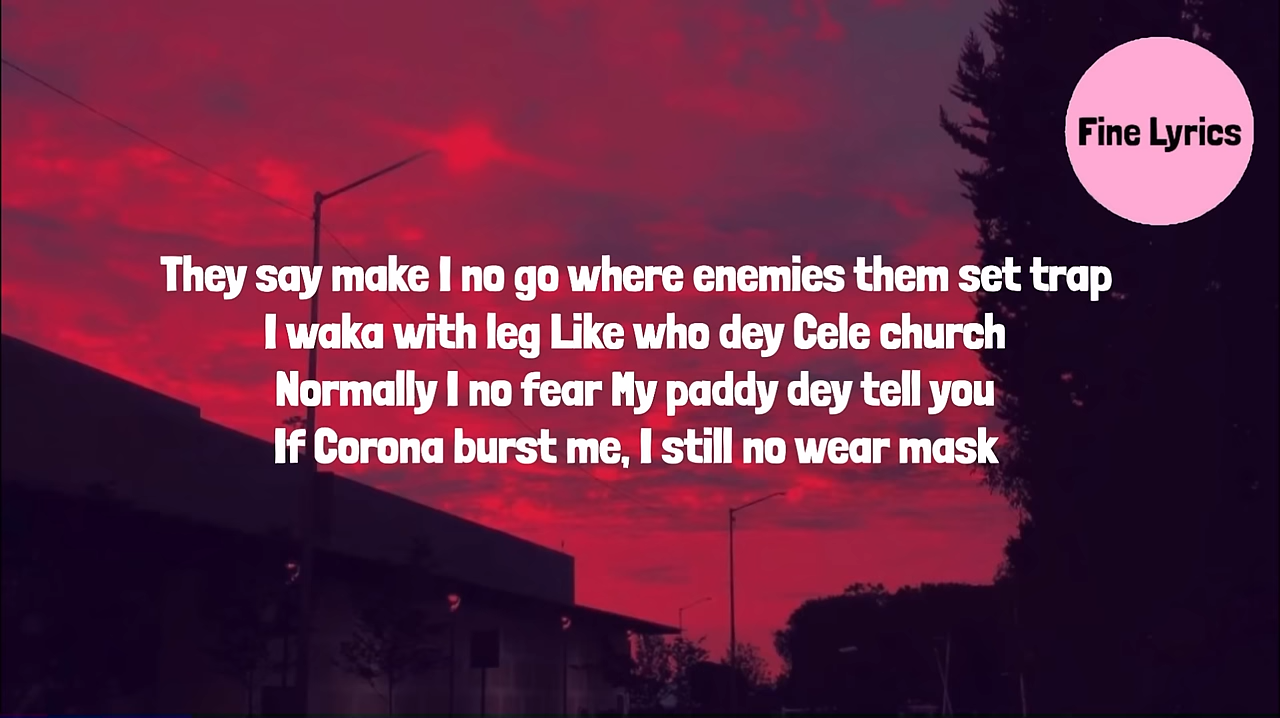 Fine Lyrics
They say make I no go where enemies them set trap
I waka with leg Like who dey Cele church
Normally I no fear My paddy dey tell you
If Corona burst me, I still no wear mask